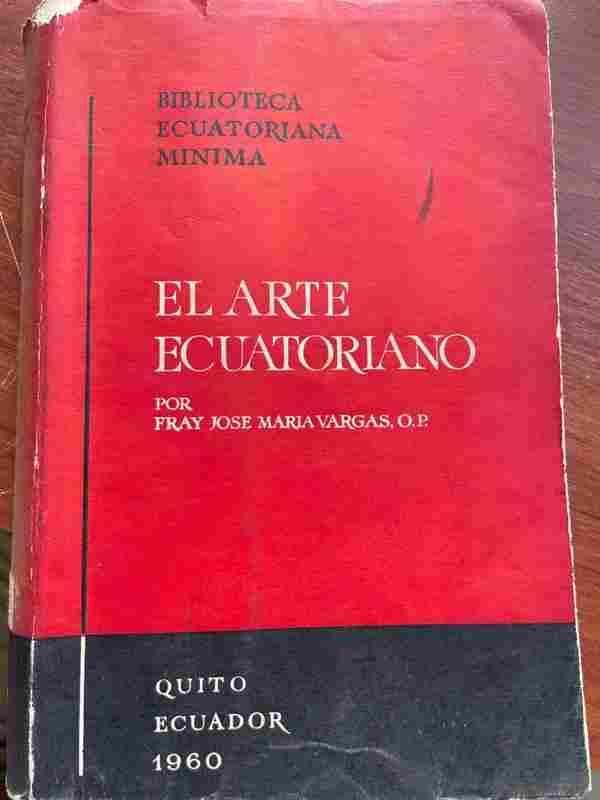 BIBLIOTECA
ECUATORIANA
MINIMA
EL ARTE
ECUATORIANO
POR
FRAY JOSE MARIA VARGAS, O.P.
QUITO
ECUADOR
1960